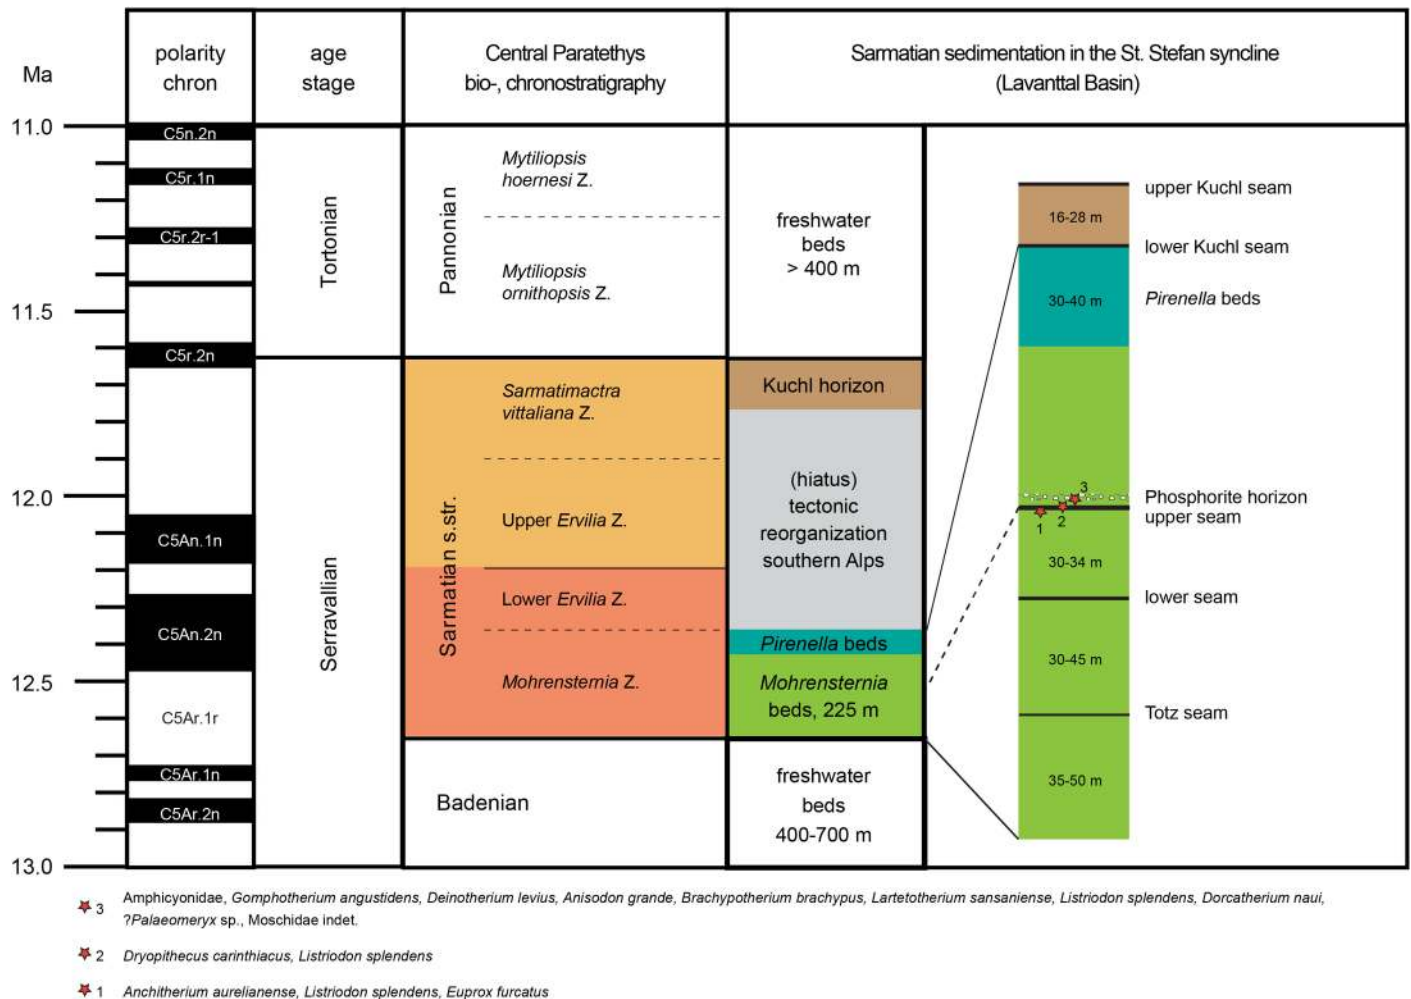 Ma
polarity
chron
age
stage
Central Paratethys
bio-, chronostratigraphy
Sarmatian sedimentation in the St. Stefan syncline
(Lavanttal Basin)
11.0
11.5
12.0
12.5
13.0
C5n.2n
C5r.1n
C5r.2r-1
C5r.2n
C5An.1n
C5An.2n
C5Ar.1r
C5Ar.1n
C5Ar.2n
Tortonian
Serravallian
Pannonian
Sarmatian s.str.
Mytiliopsis
hoernesi Z.
Mytiliopsis
ornithopsis Z.
Sarmatimactra
vittaliana Z.
Upper Ervilia Z.
Lower Ervilia Z.
Mohrensternia Z.
Badenian
freshwater
beds
> 400 m
Kuchl horizon
(hiatus)
tectonic
reorganization
southern Alps
Pirenella beds
Mohrensternia
beds, 225 m
freshwater
beds
400-700 m
16-28 m
30-40 m
3
1
2
30-34 m
30-45 m
35-50 m
upper Kuchl seam
lower Kuchl seam
Pirenella beds
Phosphorite horizon
upper seam
lower seam
Totz seam
3 Amphicyonidae, Gomphotherium angustidens, Deinotherium levius, Anisodon grande, Brachypotherium brachypus, Lartetotherium sansaniense, Listriodon splendens, Dorcatherium naui,
?Palaeomeryx sp., Moschidae indet.
2 Dryopithecus carinthiacus, Listriodon splendens
1 Anchitherium aurelianense, Listriodon splendens, Euprox furcatus